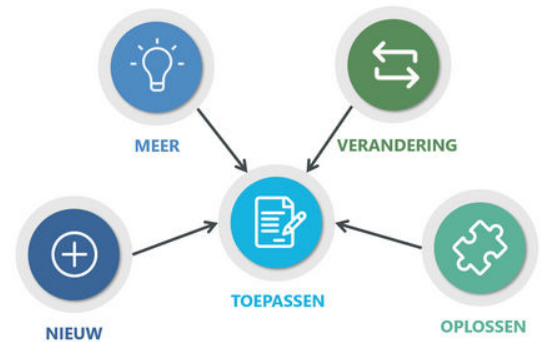 MEER
VERANDERING
TOEPASSEN
NIEUW
OPLOSSEN